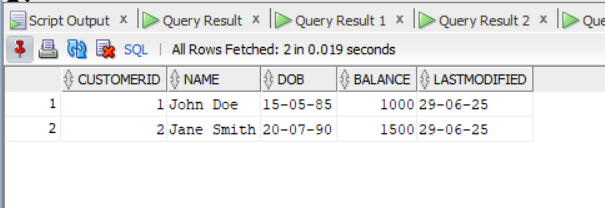 Script Output x Query Result x Query Result 1 x Query Result 2 x Que
SQL | All Rows Fetched: 2 in 0.019 seconds
CUSTOMERID NAME DOB BALANCE LASTMODIFIED
1 1 John Doe 15-05-85 1000 29-06-25
2 2 Jane Smith 20-07-90 1500 29-06-25